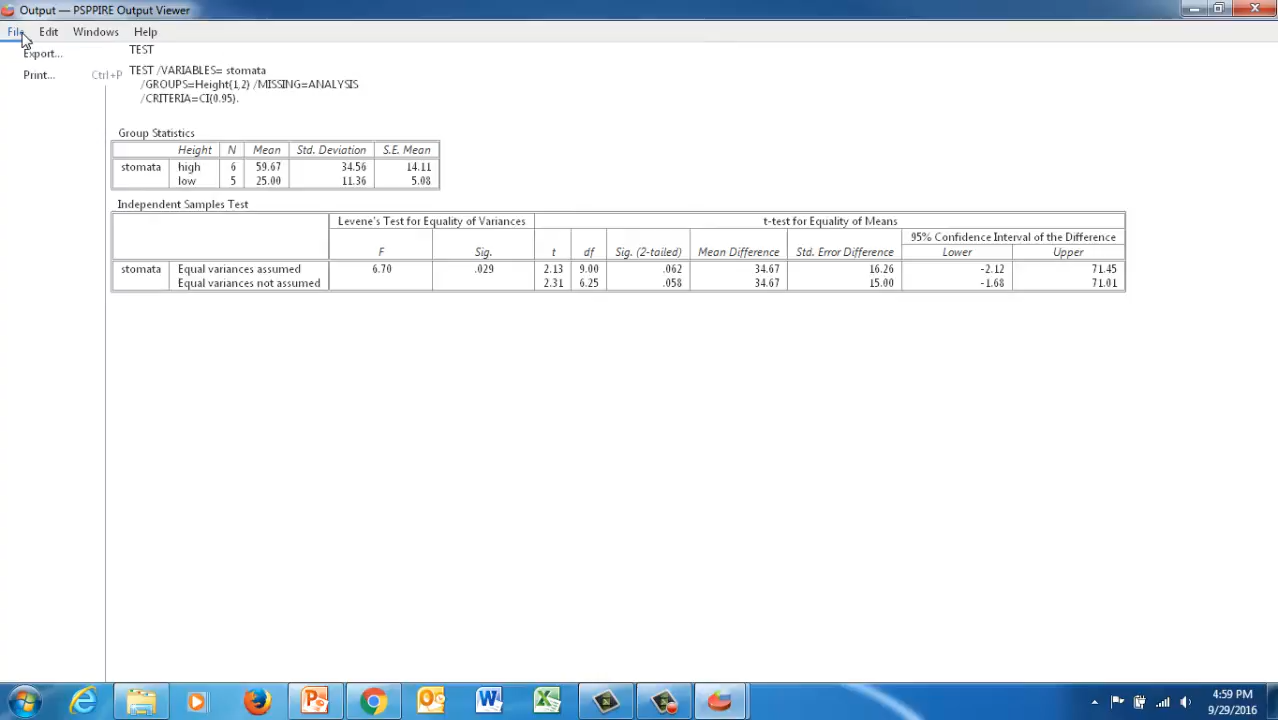 Output — PSPPIRE Output Viewer
File Edit Windows Help
Export...
Print... Ctrl+P
TEST
TEST /VARIABLES= stomata
/GROUPS=Height(1,2) /MISSING=ANALYSIS
/CRITERIA=CI(0.95).
Group Statistics
Height N Mean Std. Deviation S.E. Mean
stomata high 6 59.67 34.56 14.11
low 5 25.00 11.36 5.08
Independent Samples Test
Levene's Test for Equality of Variances t-test for Equality of Means
95% Confidence Interval of the Difference
F Sig. t df Sig. (2-tailed) Mean Difference Std. Error Difference Lower Upper
stomata Equal variances assumed 6.70 .029 2.13 9.00 .062 34.67 16.26 -2.12 71.45
Equal variances not assumed 2.31 6.25 .058 34.67 15.00 -1.68 71.01
4:59 PM
9/29/2016